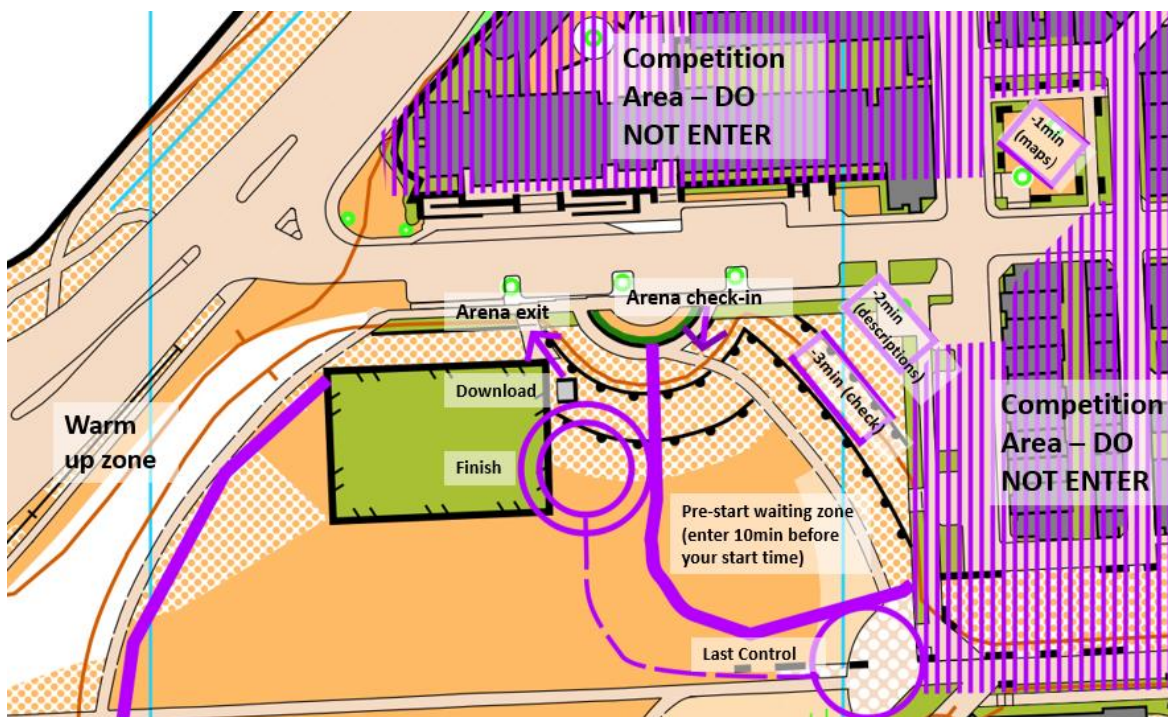 Competition
Area – DO
NOT ENTER
-1min
(maps)
Arena exit
Arena check-in
-2min
(descriptions)
-3min (check)
Download
Warm
up zone
Finish
Competition
Area – DO
NOT ENTER
Pre-start waiting zone
(enter 10min before
your start time)
Last Control